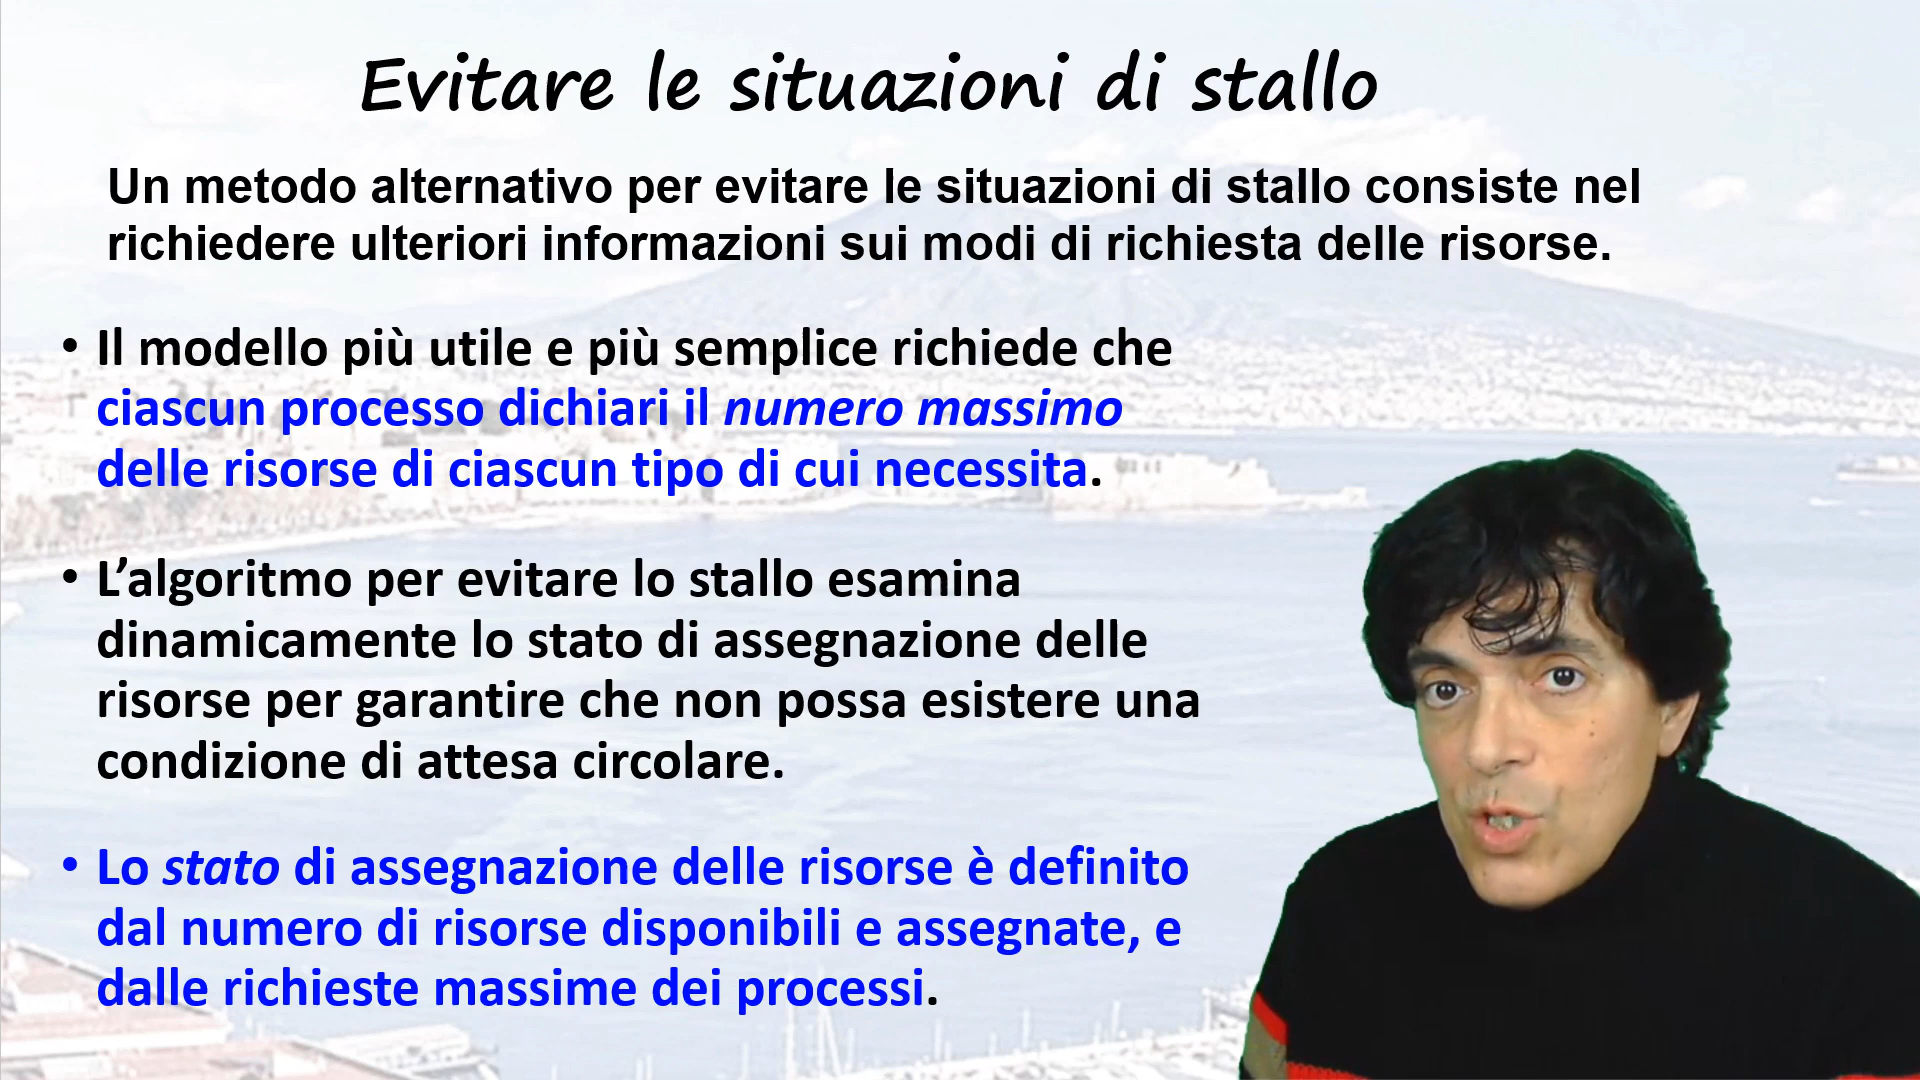 Evitare le situazioni di stallo
Un metodo alternativo per evitare le situazioni di stallo consiste nel
richiedere ulteriori informazioni sui modi di richiesta delle risorse.
• Il modello più utile e più semplice richiede che
ciascun processo dichiari il numero massimo
delle risorse di ciascun tipo di cui necessita.
• L’algoritmo per evitare lo stallo esamina
dinamicamente lo stato di assegnazione delle
risorse per garantire che non possa esistere una
condizione di attesa circolare.
• Lo stato di assegnazione delle risorse è definito
dal numero di risorse disponibili e assegnate, e
dalle richieste massime dei processi.